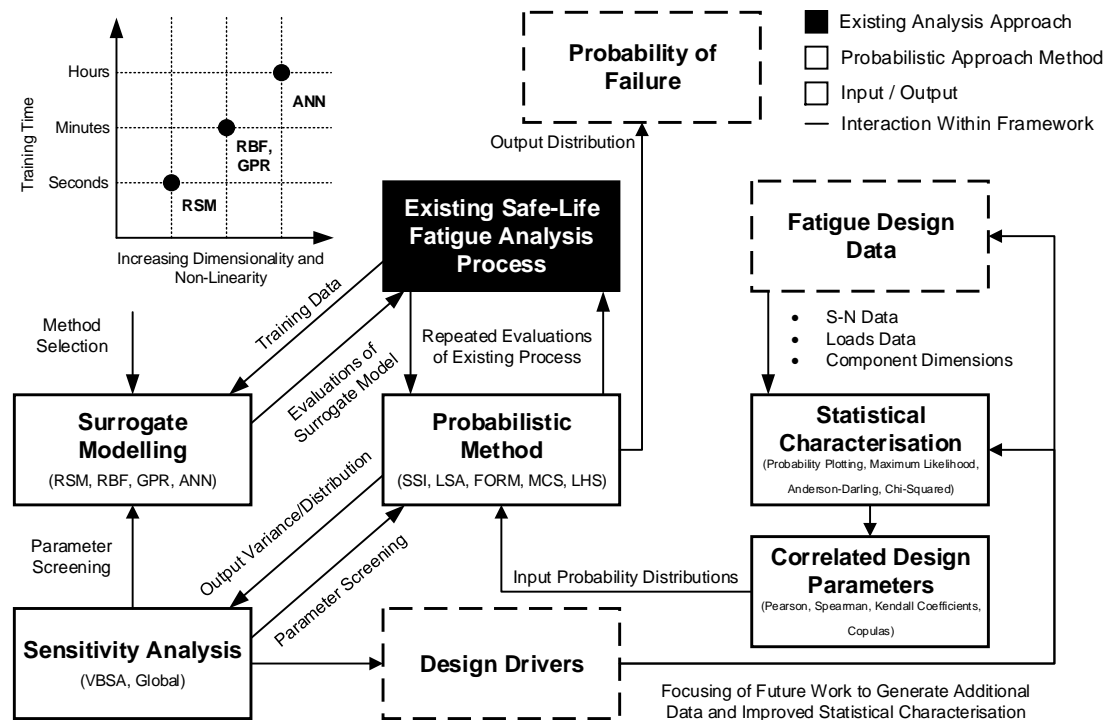 Hours
Minutes
Seconds
Training Time
ANN
RBF,
GPR
RSM
Increasing Dimensionality and
Non-Linearity
Probability of
Failure
Existing Analysis Approach
Probabilistic Approach Method
Input / Output
Interaction Within Framework
Output Distribution
Existing Safe-Life
Fatigue Analysis
Process
Fatigue Design
Data
Method
Selection
Training Data
Evaluations of
Surrogate Model
Repeated Evaluations
of Existing Process
• S-N Data
• Loads Data
• Component Dimensions
Surrogate
Modelling
(RSM, RBF, GPR, ANN)
Probabilistic
Method
(SSI, LSA, FORM, MCS, LHS)
Statistical
Characterisation
(Probability Plotting, Maximum Likelihood,
Anderson-Darling, Chi-Squared)
Parameter
Screening
Output Variance/Distribution
Parameter Screening
Input Probability Distributions
Correlated Design
Parameters
(Pearson, Spearman, Kendall Coefficients,
Copulas)
Sensitivity Analysis
(VBSA, Global)
Design Drivers
Focusing of Future Work to Generate Additional
Data and Improved Statistical Characterisation